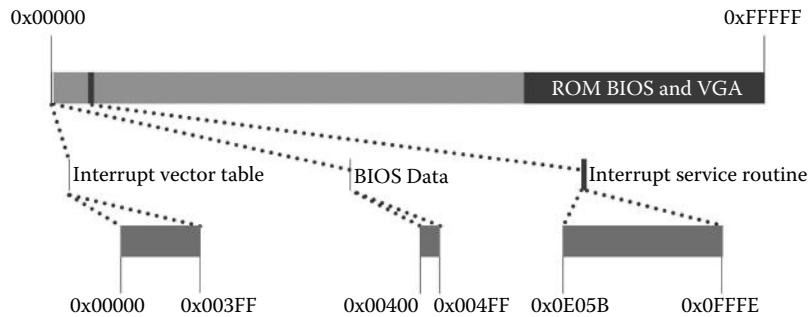 0x00000 0xFFFFF
ROM BIOS and VGA
Interrupt vector table BIOS Data Interrupt service routine
0x00000 0x003FF 0x00400 0x004FF 0x0E05B 0x0FFFE